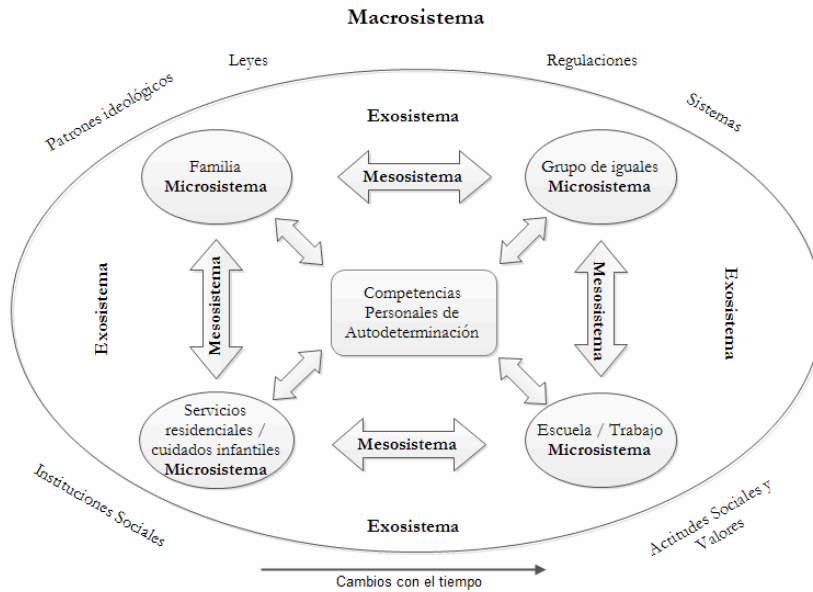 Macrosistema
Leyes
Regulaciones
Patrones ideológicos
Sistemas
Exosistema
Familia
Microsistema
Mesosistema
Grupo de iguales
Microsistema
Exosistema
Mesosistema
Competencias
Personales de
Autodeterminación
Mesosistema
Exosistema
Servicios
residenciales /
cuidados infantiles
Microsistema
Mesosistema
Escuela / Trabajo
Microsistema
Instituciones Sociales
Exosistema
Actitudes Sociales y
Valores
Cambios con el tiempo